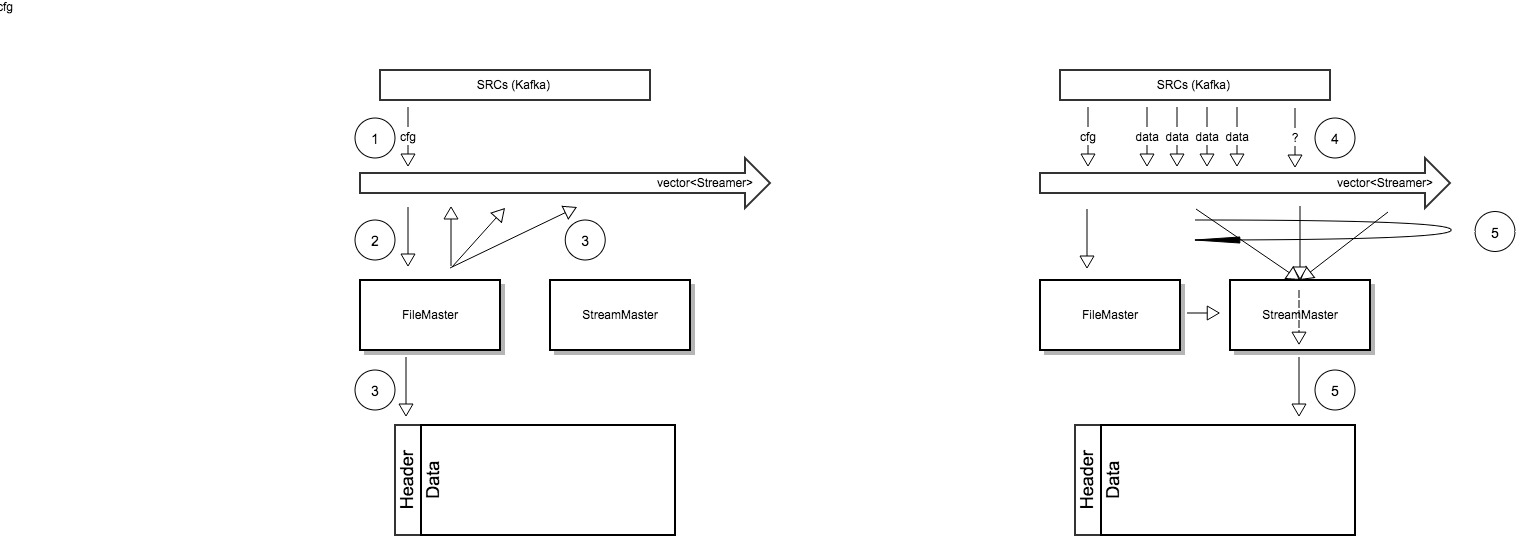 cfg
SRCs (Kafka)
1
cfg
vector<Streamer>
2
3
FileMaster
StreamMaster
3
Header
Data
SRCs (Kafka)
cfg
data
data
data
data
?
4
vector<Streamer>
5
FileMaster
StreamMaster
5
Header
Data